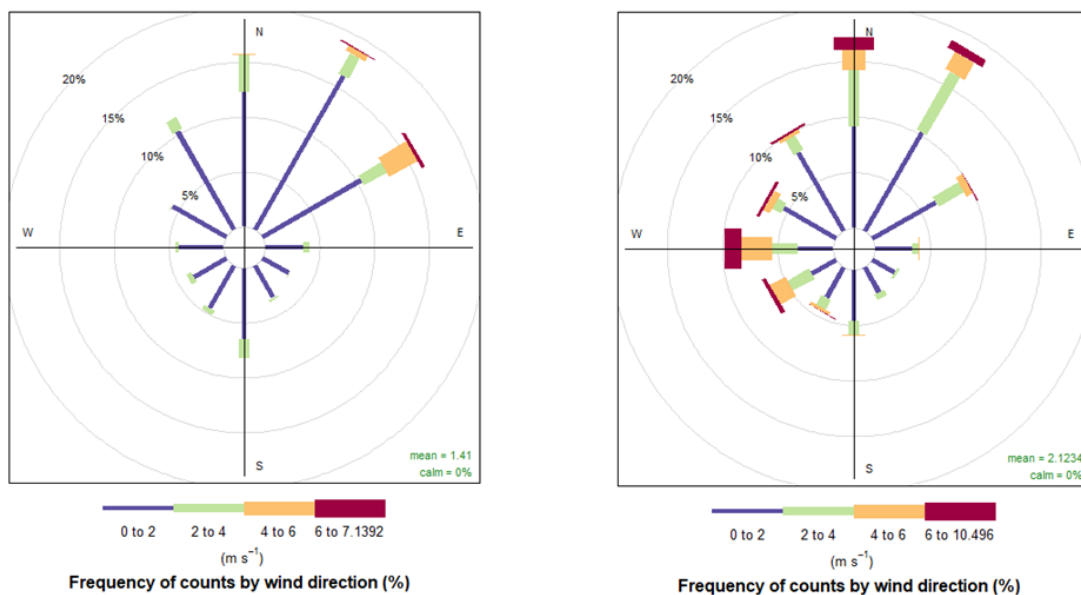 N
20%
15%
10%
5%
W
E
S
mean = 1.41
calm = 0%
0 to 2 2 to 4 4 to 6 6 to 7.1392
(m s⁻¹)
Frequency of counts by wind direction (%)
N
20%
15%
10%
5%
W
E
S
mean = 2.1234
calm = 0%
0 to 2 2 to 4 4 to 6 6 to 10.496
(m s⁻¹)
Frequency of counts by wind direction (%)